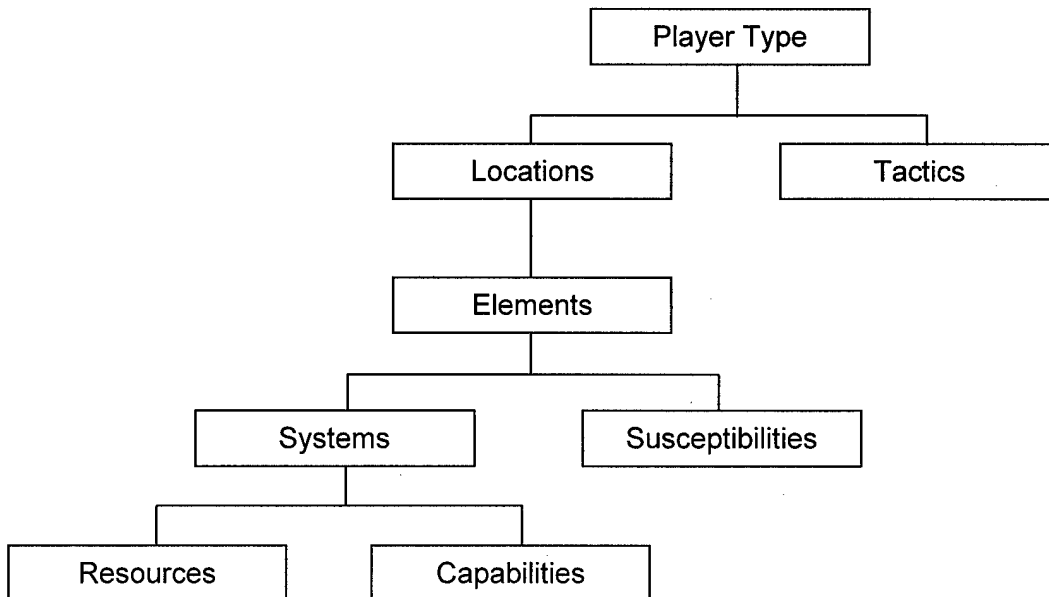 Player Type
Locations
Tactics
Elements
Systems
Susceptibilities
Resources
Capabilities